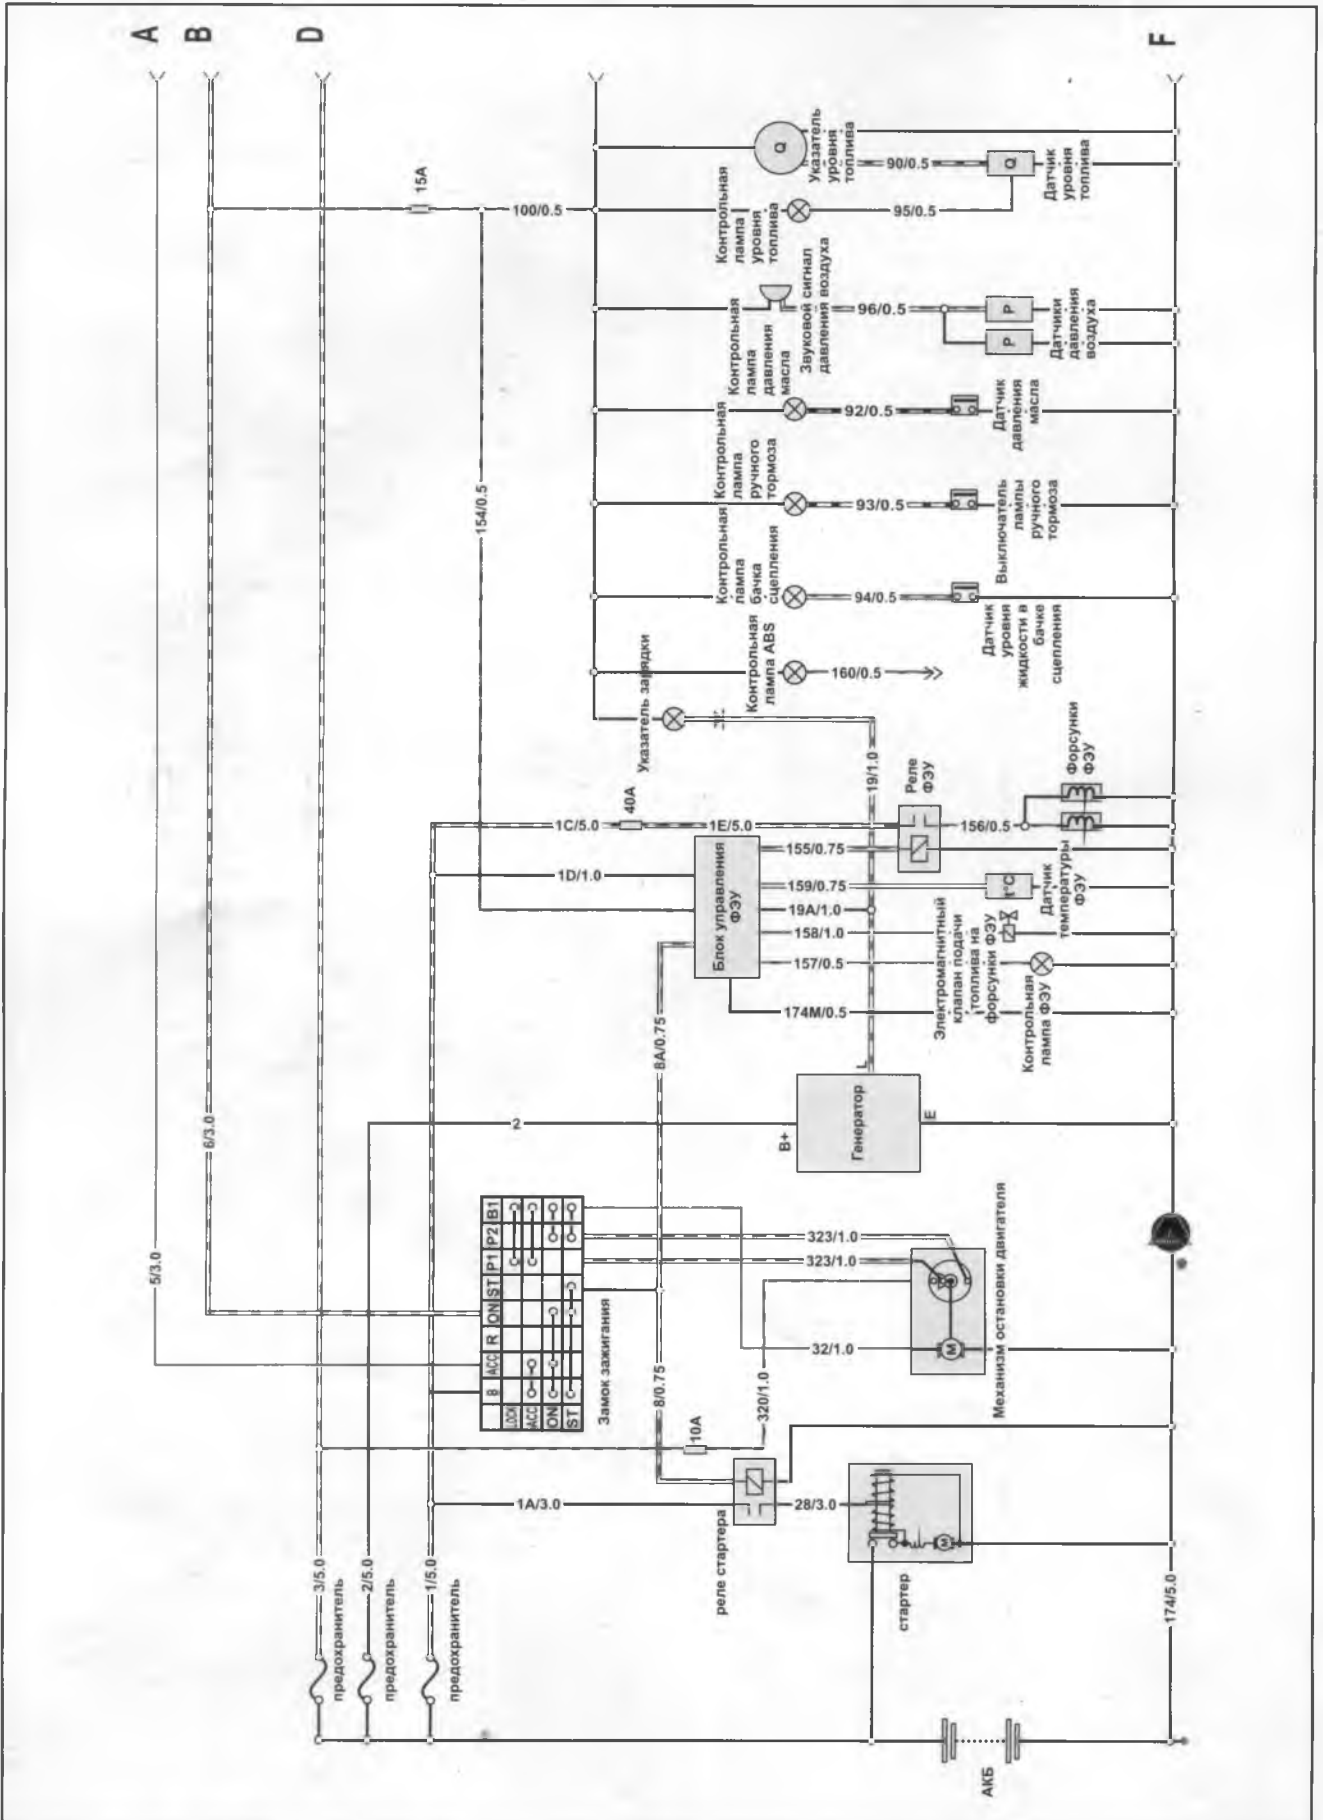 A
B
D
F
15A
100/0.5
154/0.5
Контрольная
лампа
уровня
топлива
Указатель
уровня
топлива
90/0.5
95/0.5
Q
Q
Датчик
уровня
топлива
Звуковой сигнал
давления воздуха
96/0.5
P
P
Датчики
давления
воздуха
Контрольная
лампа
давления
масла
92/0.5
Датчик
давления
масла
Контрольная
лампа
ручного
тормоза
93/0.5
Выключатель
лампы
ручного
тормоза
Контрольная
лампа
бачка
сцепления
94/0.5
Датчик
уровня
жидкости в
бачке
сцепления
Контрольная
лампа ABS
160/0.5
Указатель зарядки
19/1.0
40A
1C/5.0
1E/5.0
1D/1.0
Реле
ФЭУ
156/0.5
Форсунки
ФЭУ
Блок управления
ФЭУ
155/0.75
159/0.75
19A/1.0
158/1.0
157/0.5
174M/0.5
t°C
Датчик
температуры
ФЭУ
Электромагнитный
клапан подачи
топлива на
форсунки ФЭУ
Контрольная
лампа ФЭУ
8A/0.75
6/3.0
2
B+
L
E
Генератор
5/3.0
B ACC R ON ST P1 P2 B1
LOCK
ACC
ON
ST
Замок зажигания
323/1.0
323/1.0
32/1.0
320/1.0
M
Механизм остановки двигателя
8/0.75
10A
1A/3.0
28/3.0
реле стартера
M
стартер
3/5.0
предохранитель
2/5.0
предохранитель
1/5.0
предохранитель
174/5.0
АКБ